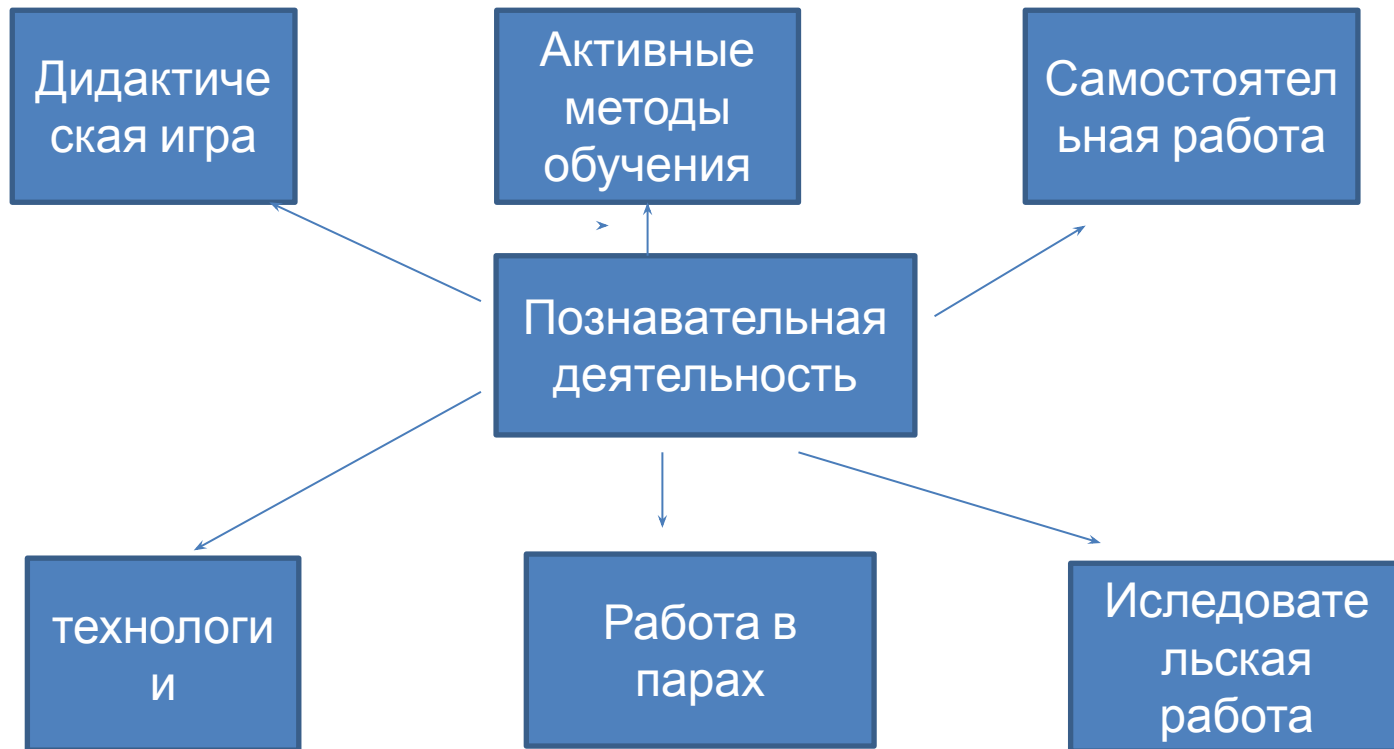 Дидактиче
ская игра
Активные
методы
обучения
Самостоятел
ьная работа
Познавательная
деятельность
технологи
и
Работа в
парах
Иследовате
льская
работа